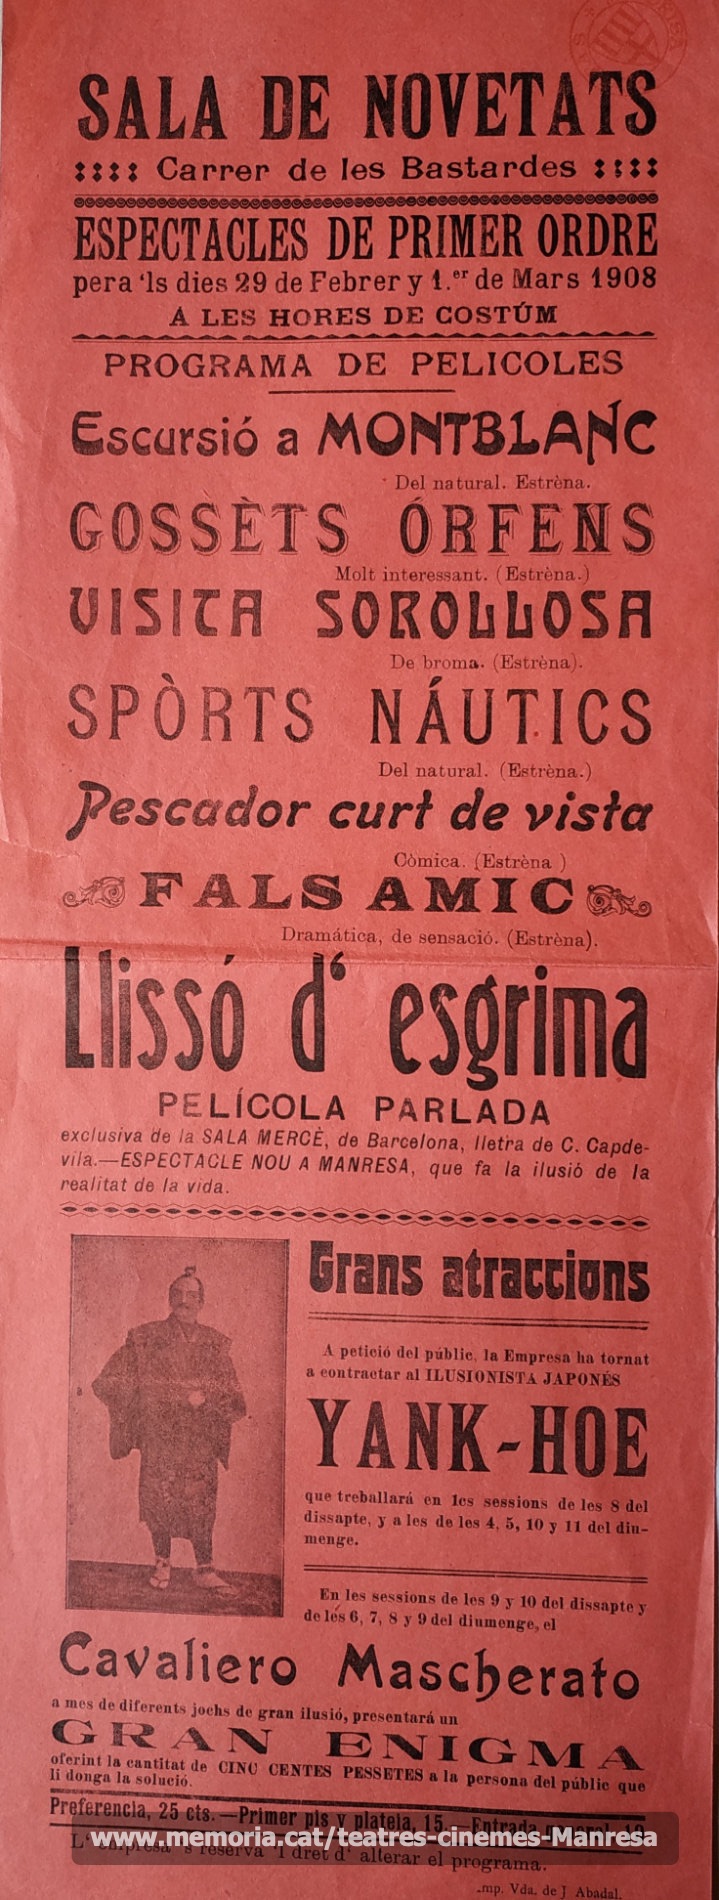 SALA DE NOVETATS
Carrer de les Bastardes
ESPECTACLES DE PRIMER ORDRE
pera 'ls dies 29 de Febrer y 1.er de Mars 1908
Á LES HORES DE COSTÚM
PROGRAMA DE PELICOLES
Escursió a MONTBLANC
Del natural. Estrèna.
GOSSÈTS ÓRFENS
Molt interessant. (Estrèna.)
VISITA SOROLLOSA
De broma. (Estrèna).
SPÒRTS NÁUTICS
Del natural. (Estrèna.)
Pescador curt de vista
Còmica. (Estrèna )
FALS AMIC
Dramática, de sensació. (Estrèna).
Llissó d' esgrima
PELÍCOLA PARLADA
exclusiva de la SALA MERCÈ, de Barcelona, lletra de C. Capde-
vila.—ESPECTACLE NOU A MANRESA, que fa la ilusió de la
realitat de la vida.
Grans atraccions
A petició del públic, la Empresa ha tornat
a contractar al ILUSIONISTA JAPONÉS
YANK-HOE
que treballará en les sessions de les 8 del
dissapte, y a les de les 4, 5, 10 y 11 del diu-
menge.
En les sessions de les 9 y 10 del dissapte y
de les 6, 7, 8 y 9 del diumenge, el
Cavaliero Mascherato
a mes de diferents jochs de gran ilusió, presentará un
GRAN ENIGMA
oferint la cantitat de CINC CENTES PESSETES a la persona del públic que
li donga la solució.
Preferencia, 25 cts.—Primer pis y plateia, 15.—Entrada general, 10
www.memoria.cat/teatres-cinemes-Manresa
L' empresa 's reserva 'l dret d' alterar el programa.
Imp. Vda. de J Abadal.